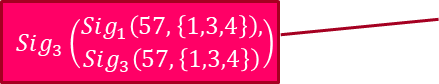 Sig₃ (Sig₁(57, {1,3,4}),
Sig₃(57, {1,3,4}))